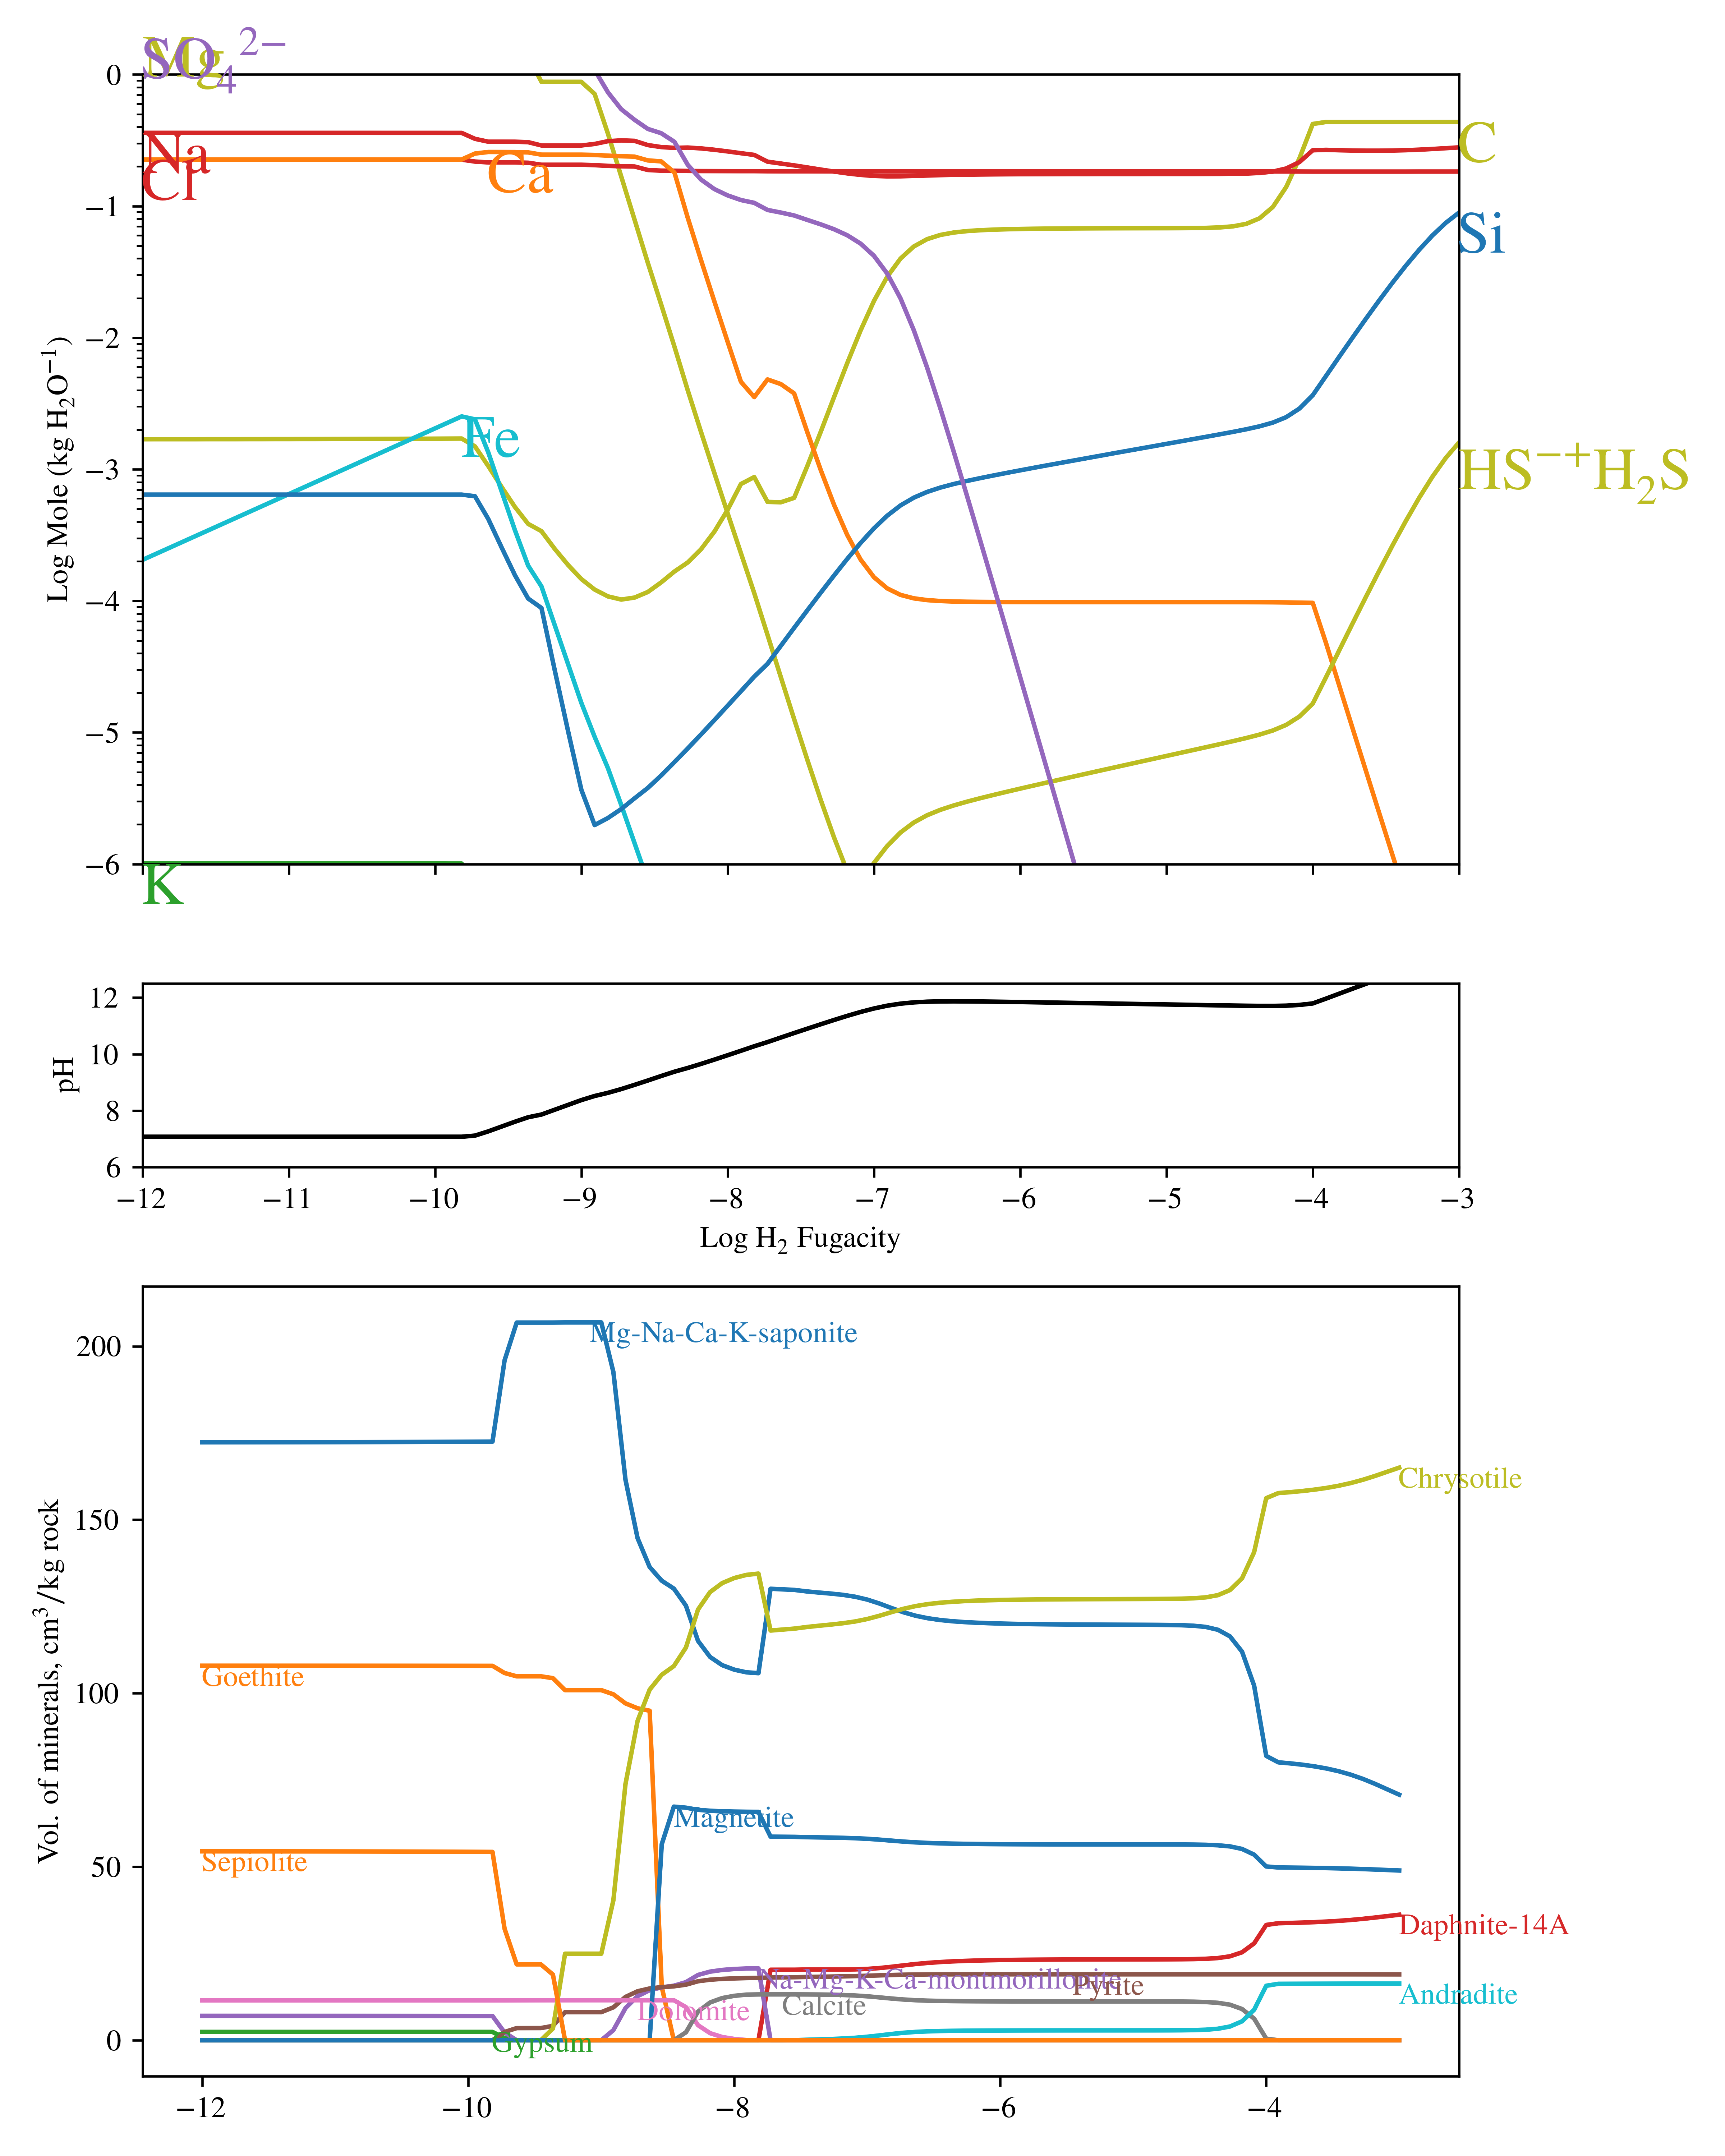 Mg
SO₄²⁻
0
Na
Cl
Ca
C
−1
Si
−2
Log Mole (kg H₂O⁻¹)
Fe
−3
HS⁻⁺H₂S
−4
−5
−6
K
12
10
8
6
pH
−12 −11 −10 −9 −8 −7 −6 −5 −4 −3
Log H₂ Fugacity
200
Mg-Na-Ca-K-saponite
150
Chrysotile
Vol. of minerals, cm³/kg rock
Goethite
100
Magnetite
Sepiolite
50
Daphnite-14A
Na-Mg-K-Ca-montmorillonite
Pyrite
Andradite
Calcite
Dolomite
Gypsum
0
−12 −10 −8 −6 −4